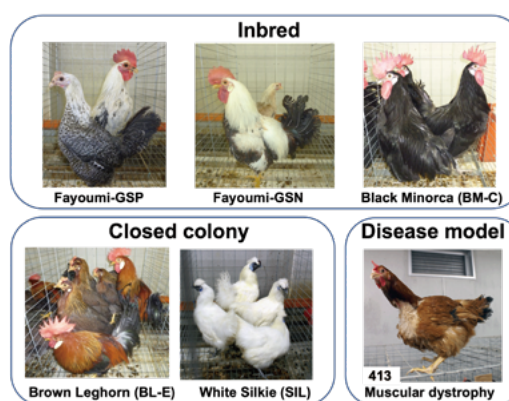 Inbred
Fayoumi-GSP
Fayoumi-GSN
Black Minorca (BM-C)
Closed colony
Disease model
Brown Leghorn (BL-E)
White Silkie (SIL)
413
Muscular dystrophy